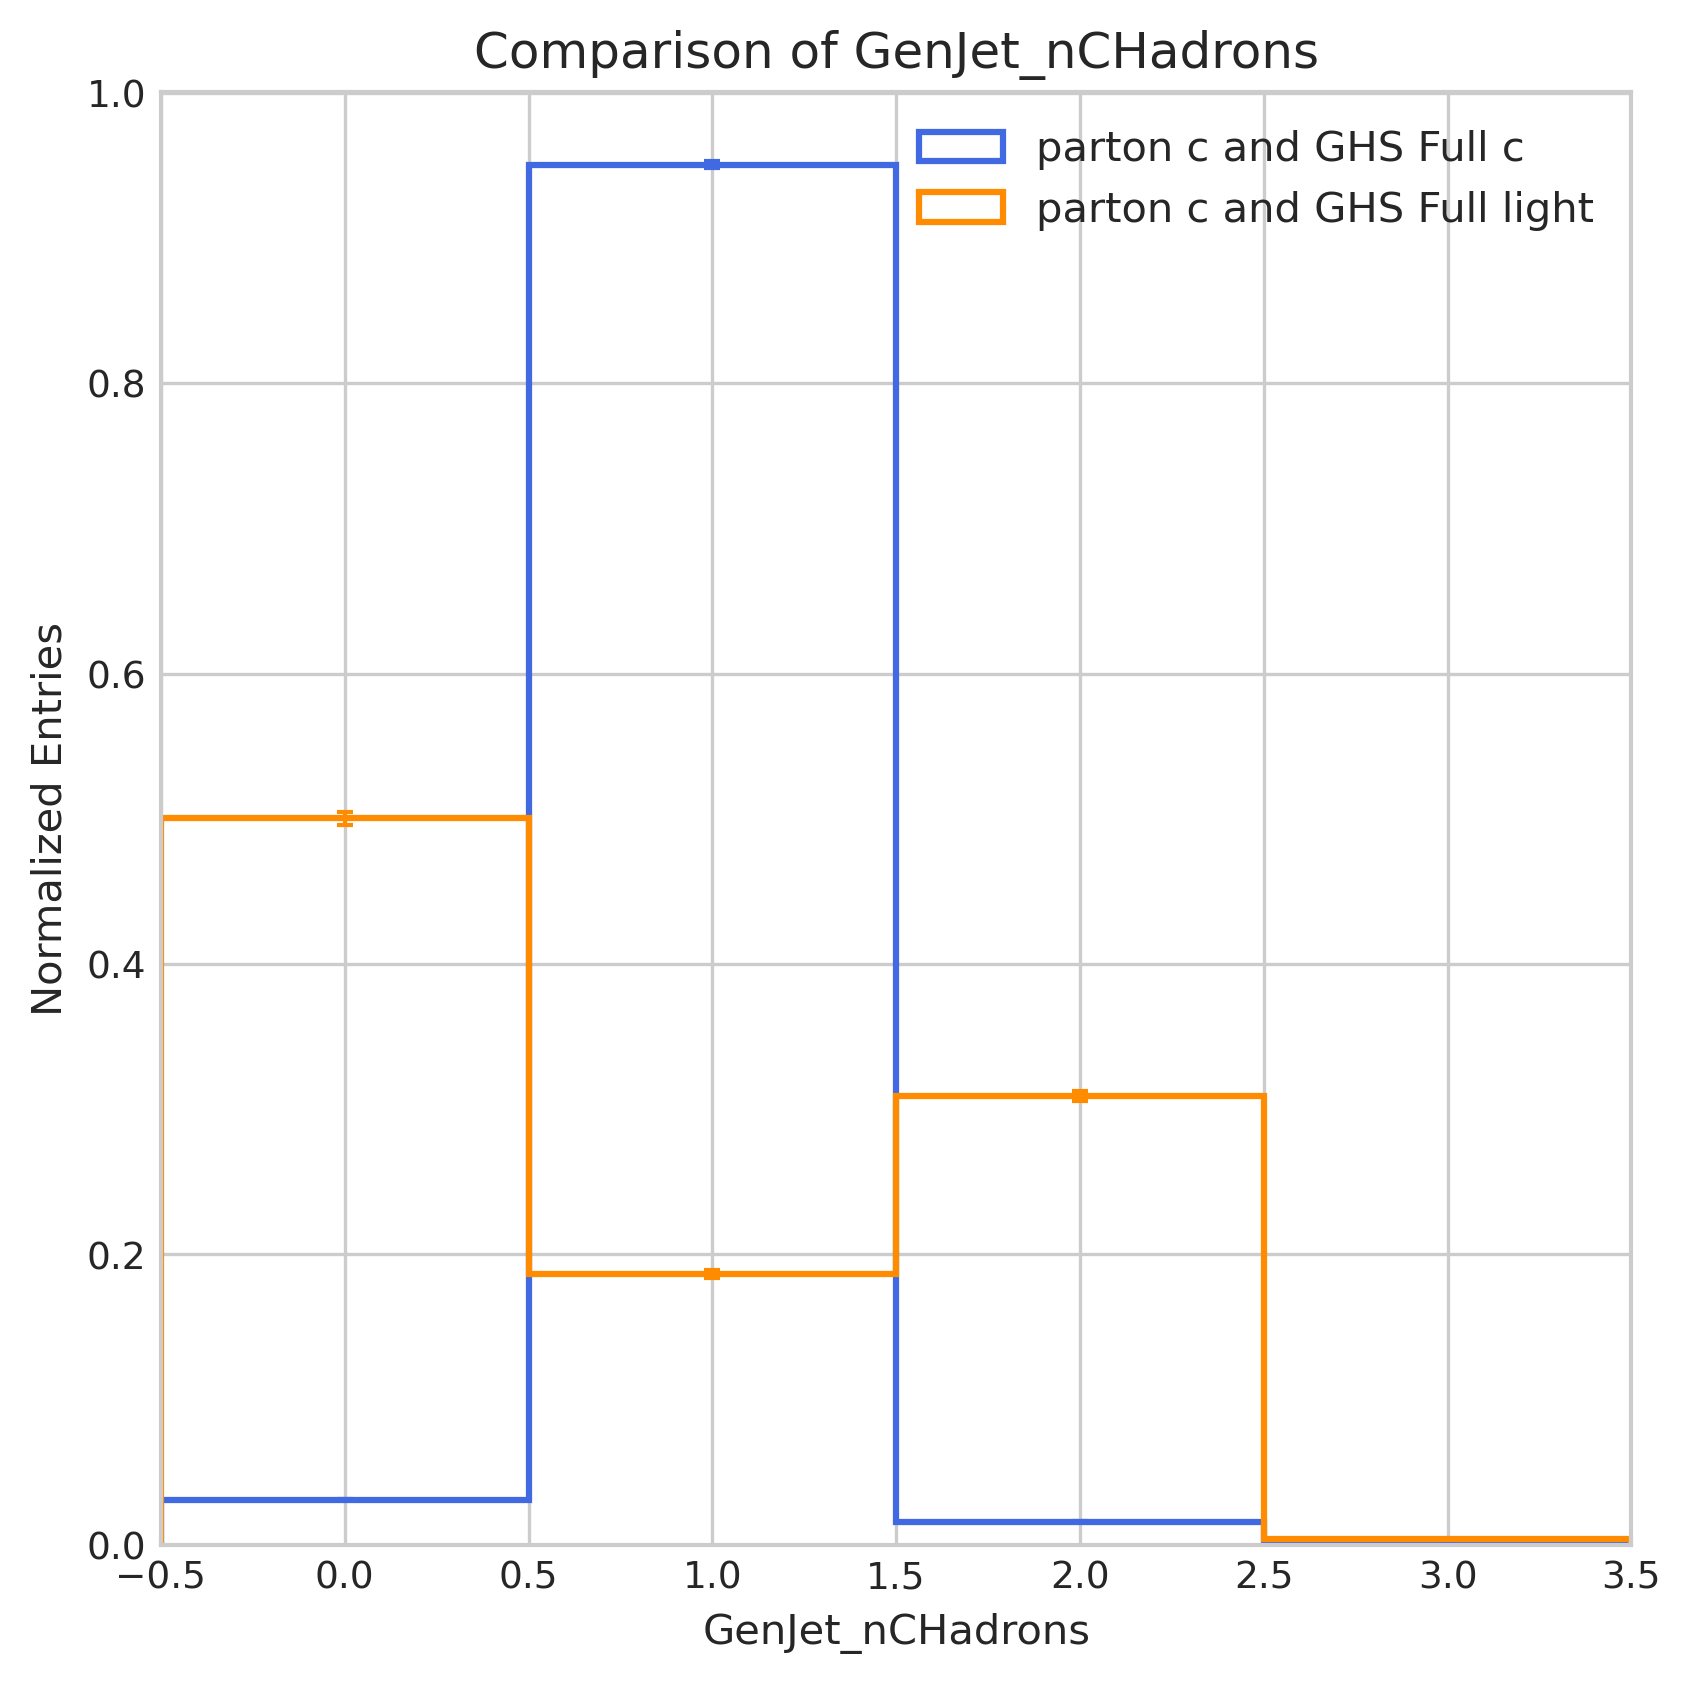 Comparison of GenJet_nCHadrons
parton c and GHS Full c
parton c and GHS Full light
Normalized Entries
1.0
0.8
0.6
0.4
0.2
0.0
−0.5 0.0 0.5 1.0 1.5 2.0 2.5 3.0 3.5
GenJet_nCHadrons